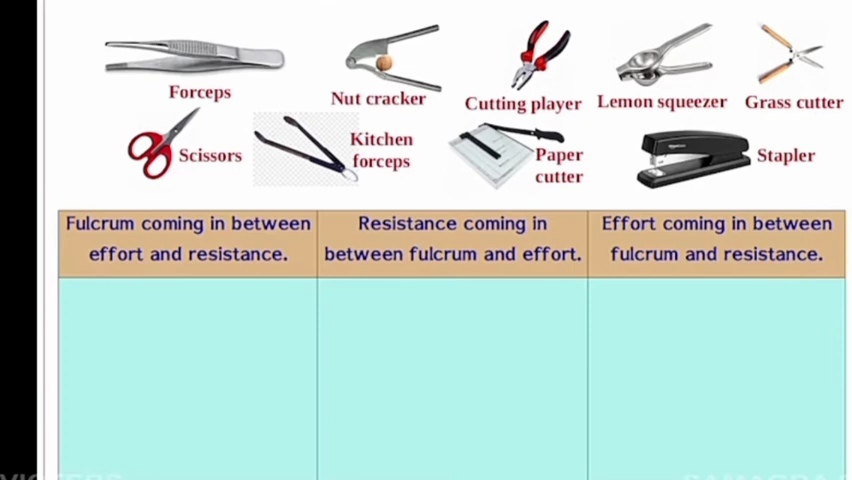 Forceps
Nut cracker
Cutting player
Lemon squeezer
Grass cutter
Scissors
Kitchen
forceps
Paper
cutter
Stapler
Fulcrum coming in between
effort and resistance.
Resistance coming in
between fulcrum and effort.
Effort coming in between
fulcrum and resistance.